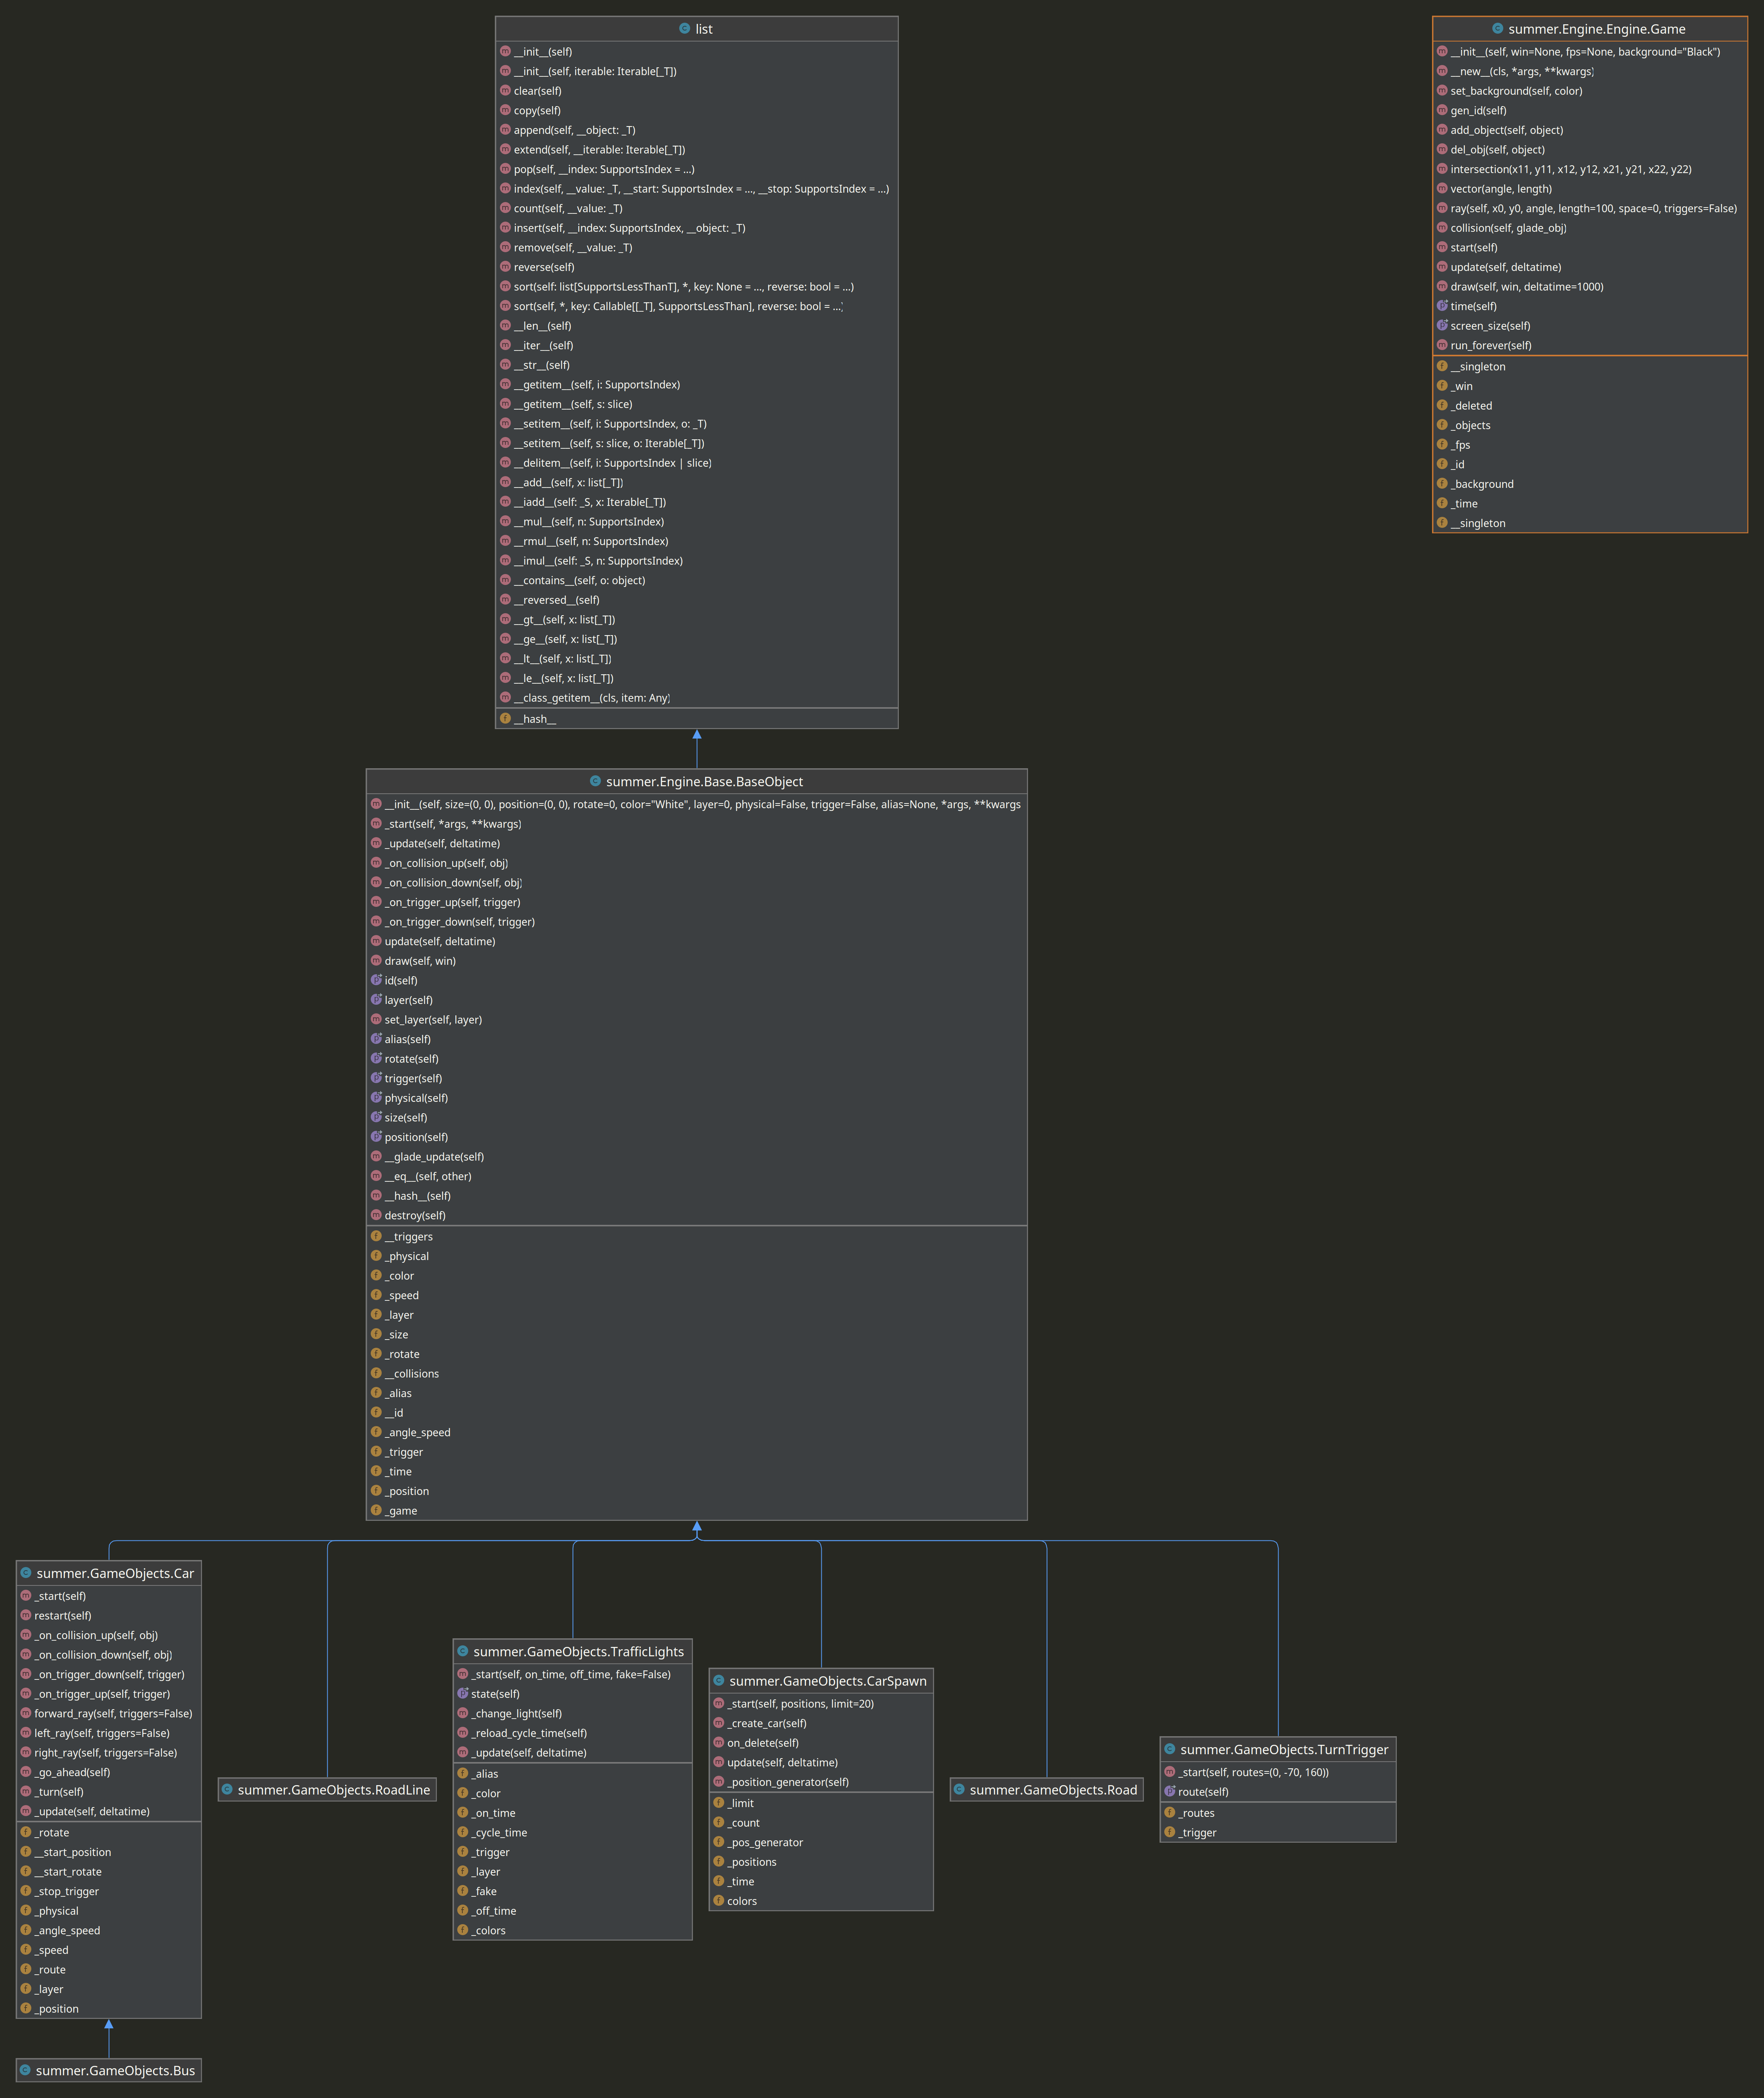 list
__init__(self)
__init__(self, iterable: Iterable[_T])
clear(self)
copy(self)
append(self, __object: _T)
extend(self, __iterable: Iterable[_T])
pop(self, __index: SupportsIndex = ...)
index(self, __value: _T, __start: SupportsIndex = ..., __stop: SupportsIndex = ...)
count(self, __value: _T)
insert(self, __index: SupportsIndex, __object: _T)
remove(self, __value: _T)
reverse(self)
sort(self: list[SupportsLessThanT], *, key: None = ..., reverse: bool = ...)
sort(self, *, key: Callable[[_T], SupportsLessThan], reverse: bool = ...)
__len__(self)
__iter__(self)
__str__(self)
__getitem__(self, i: SupportsIndex)
__getitem__(self, s: slice)
__setitem__(self, i: SupportsIndex, o: _T)
__setitem__(self, s: slice, o: Iterable[_T])
__delitem__(self, i: SupportsIndex | slice)
__add__(self, x: list[_T])
__iadd__(self: _S, x: Iterable[_T])
__mul__(self, n: SupportsIndex)
__rmul__(self, n: SupportsIndex)
__imul__(self: _S, n: SupportsIndex)
__contains__(self, o: object)
__reversed__(self)
__gt__(self, x: list[_T])
__ge__(self, x: list[_T])
__lt__(self, x: list[_T])
__le__(self, x: list[_T])
__class_getitem__(cls, item: Any)
__hash__
summer.Engine.Engine.Game
__init__(self, win=None, fps=None, background="Black")
__new__(cls, *args, **kwargs)
set_background(self, color)
gen_id(self)
add_object(self, object)
del_obj(self, object)
intersection(x11, y11, x12, y12, x21, y21, x22, y22)
vector(angle, length)
ray(self, x0, y0, angle, length=100, space=0, triggers=False)
collision(self, glade_obj)
start(self)
update(self, deltatime)
draw(self, win, deltatime=1000)
time(self)
screen_size(self)
run_forever(self)
__singleton
_win
_deleted
_objects
_fps
_id
_background
_time
__singleton
summer.Engine.Base.BaseObject
__init__(self, size=(0, 0), position=(0, 0), rotate=0, color="White", layer=0, physical=False, trigger=False, alias=None, *args, **kwargs
_start(self, *args, **kwargs)
_update(self, deltatime)
_on_collision_up(self, obj)
_on_collision_down(self, obj)
_on_trigger_up(self, trigger)
_on_trigger_down(self, trigger)
update(self, deltatime)
draw(self, win)
id(self)
layer(self)
set_layer(self, layer)
alias(self)
rotate(self)
trigger(self)
physical(self)
size(self)
position(self)
__glade_update(self)
__eq__(self, other)
__hash__(self)
destroy(self)
__triggers
_physical
_color
_speed
_layer
_size
_rotate
__collisions
_alias
__id
_angle_speed
_trigger
_time
_position
_game
summer.GameObjects.Car
_start(self)
restart(self)
_on_collision_up(self, obj)
_on_collision_down(self, obj)
_on_trigger_down(self, trigger)
_on_trigger_up(self, trigger)
forward_ray(self, triggers=False)
left_ray(self, triggers=False)
right_ray(self, triggers=False)
_go_ahead(self)
_turn(self)
_update(self, deltatime)
_rotate
__start_position
__start_rotate
_stop_trigger
_physical
_angle_speed
_speed
_route
_layer
_position
summer.GameObjects.RoadLine
summer.GameObjects.TrafficLights
_start(self, on_time, off_time, fake=False)
state(self)
_change_light(self)
_reload_cycle_time(self)
_update(self, deltatime)
_alias
_color
_on_time
_cycle_time
_trigger
_layer
_fake
_off_time
_colors
summer.GameObjects.CarSpawn
_start(self, positions, limit=20)
_create_car(self)
on_delete(self)
update(self, deltatime)
_position_generator(self)
_limit
_count
_pos_generator
_positions
_time
colors
summer.GameObjects.Road
summer.GameObjects.TurnTrigger
_start(self, routes=(0, -70, 160))
route(self)
_routes
_trigger
summer.GameObjects.Bus